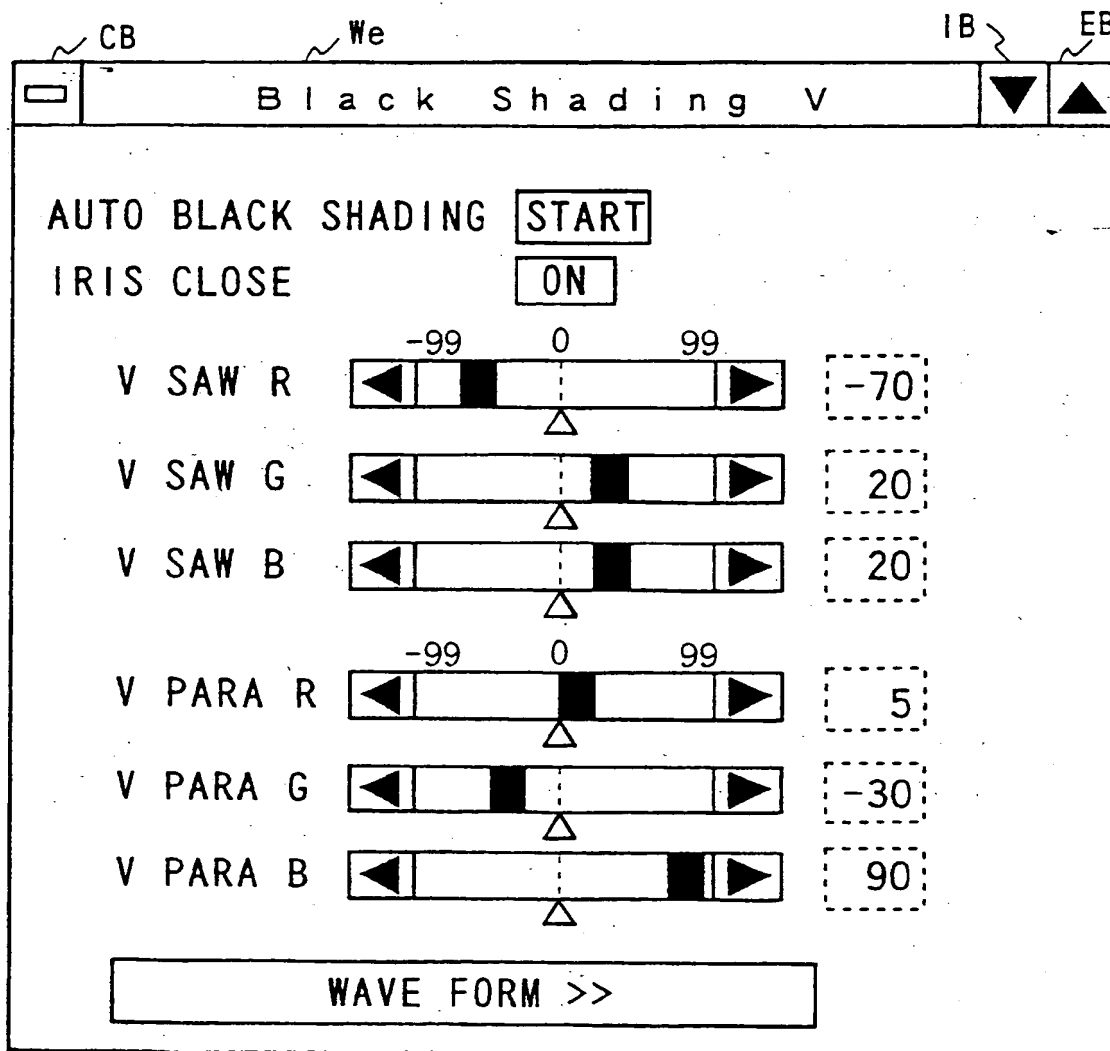 CB We IB EB
Black Shading V
AUTO BLACK SHADING START
IRIS CLOSE ON
-99 0 99
V SAW R -70
V SAW G 20
V SAW B 20
-99 0 99
V PARA R 5
V PARA G -30
V PARA B 90
WAVE FORM >>